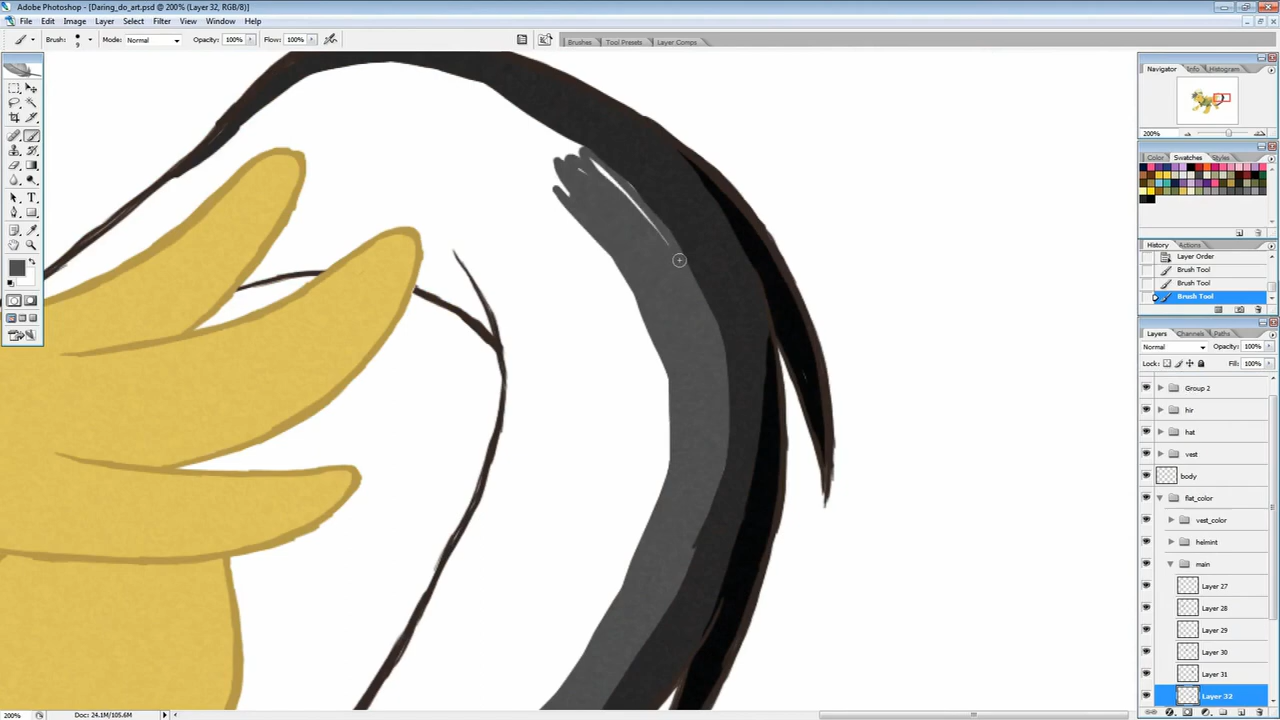 Adobe Photoshop - [Daring_do_art.psd @ 200% (Layer 32, RGB/8)]
File Edit Image Layer Select Filter View Window Help
Brush: 9 Mode: Normal Opacity: 100% Flow: 100% Brushes Tool Presets Layer Comps
Navigator Info Histogram
200%
Color Swatches Styles
History Actions
Layer Order
Brush Tool
Brush Tool
Brush Tool
Layers Channels Paths
Normal Opacity: 100%
Lock: Fill: 100%
Group 2
hir
hat
vest
body
flat_color
vest_color
helmint
main
Layer 27
Layer 28
Layer 29
Layer 30
Layer 31
Layer 32
200% Doc: 24.1M/105.6M